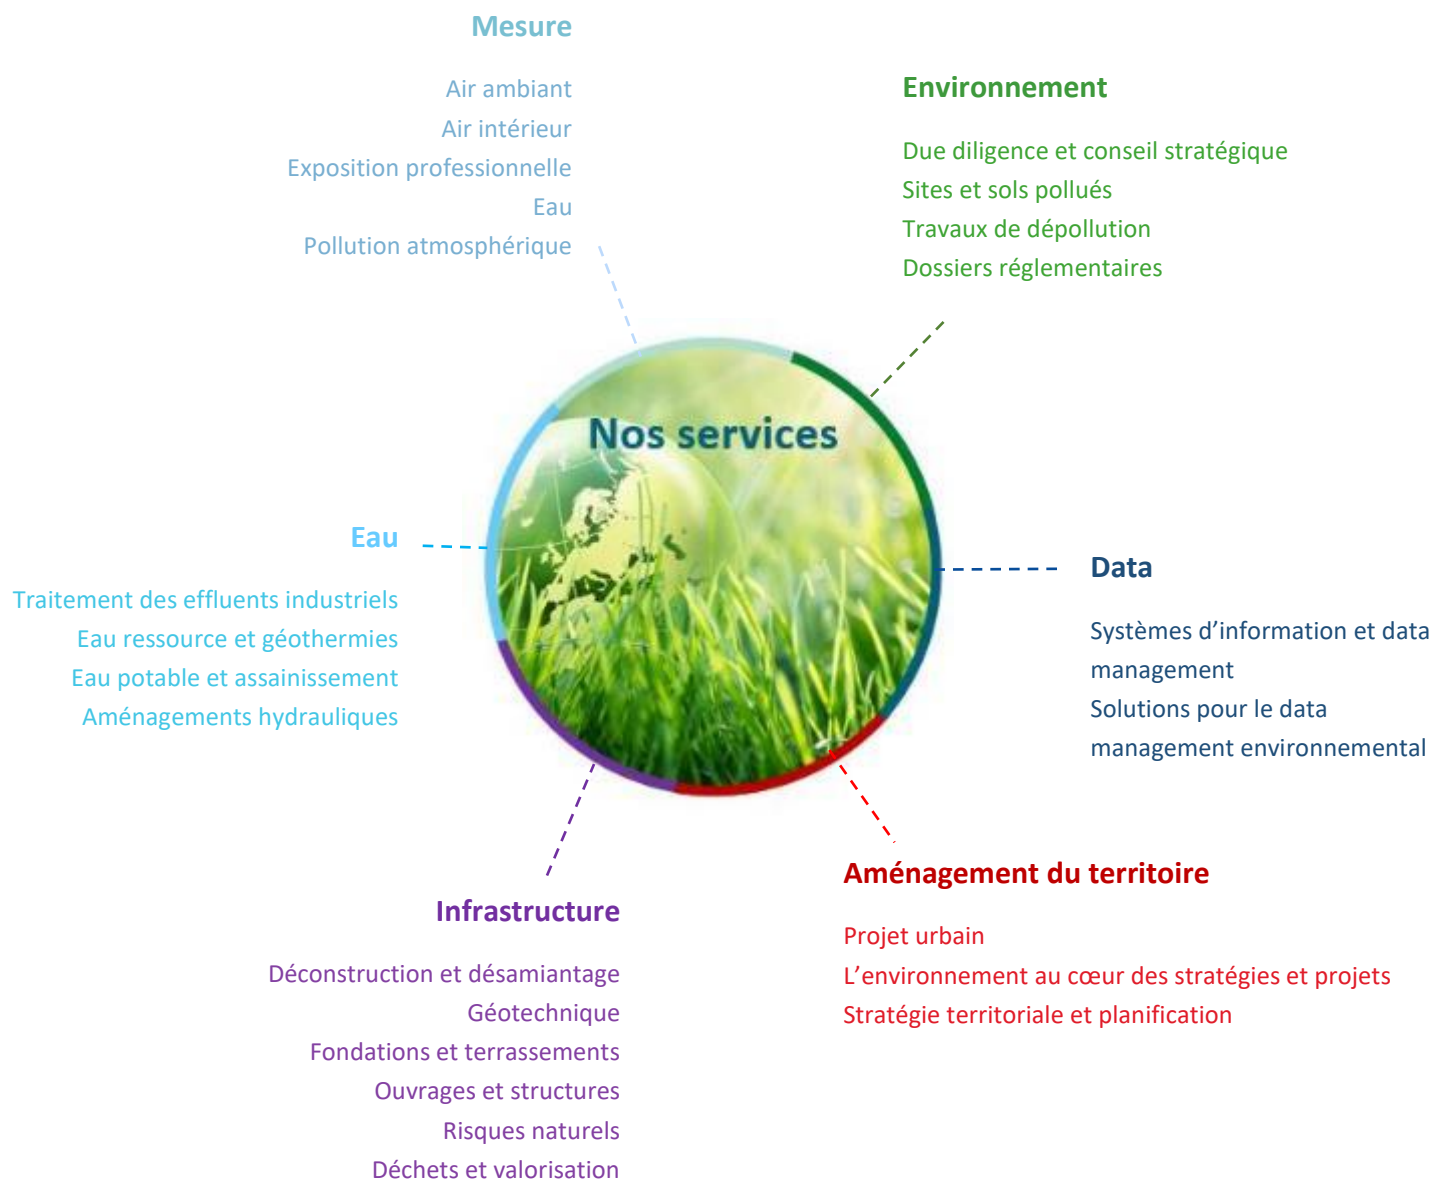 Mesure
Air ambiant
Air intérieur
Exposition professionnelle
Eau
Pollution atmosphérique
Environnement
Due diligence et conseil stratégique
Sites et sols pollués
Travaux de dépollution
Dossiers réglementaires
Nos services
Eau
Traitement des effluents industriels
Eau ressource et géothermies
Eau potable et assainissement
Aménagements hydrauliques
Data
Systèmes d’information et data
management
Solutions pour le data
management environnemental
Aménagement du territoire
Projet urbain
L’environnement au cœur des stratégies et projets
Stratégie territoriale et planification
Infrastructure
Déconstruction et désamiantage
Géotechnique
Fondations et terrassements
Ouvrages et structures
Risques naturels
Déchets et valorisation